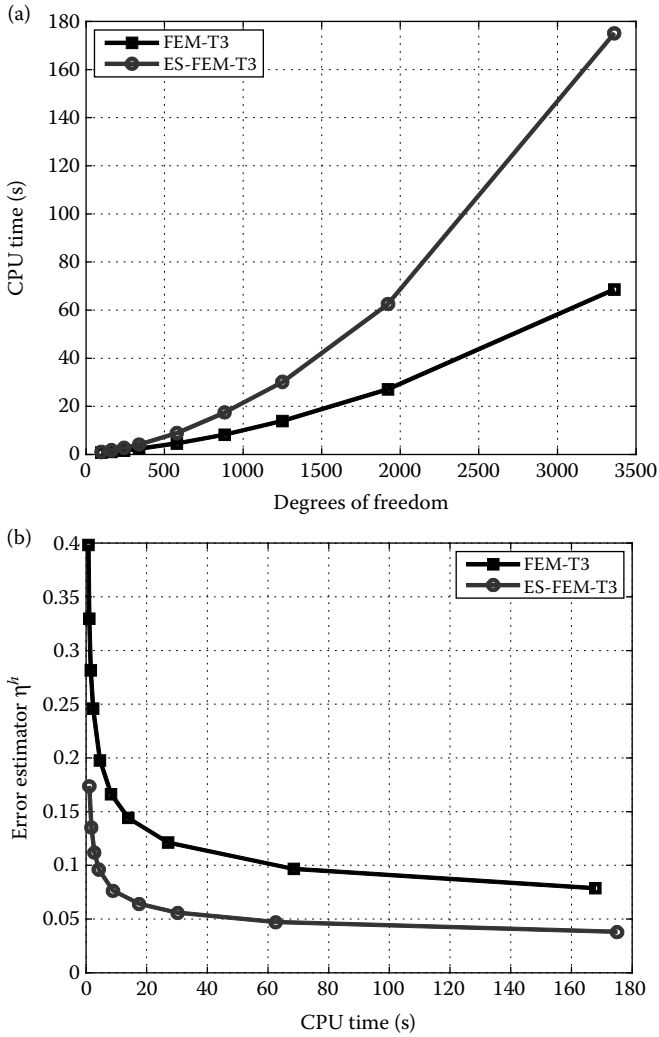 (a)
180
160
140
120
100
80
60
40
20
0
CPU time (s)
FEM-T3
ES-FEM-T3
0 500 1000 1500 2000 2500 3000 3500
Degrees of freedom
(b)
0.4
0.35
0.3
0.25
0.2
0.15
0.1
0.05
0
Error estimator ηʰ
FEM-T3
ES-FEM-T3
0 20 40 60 80 100 120 140 160 180
CPU time (s)